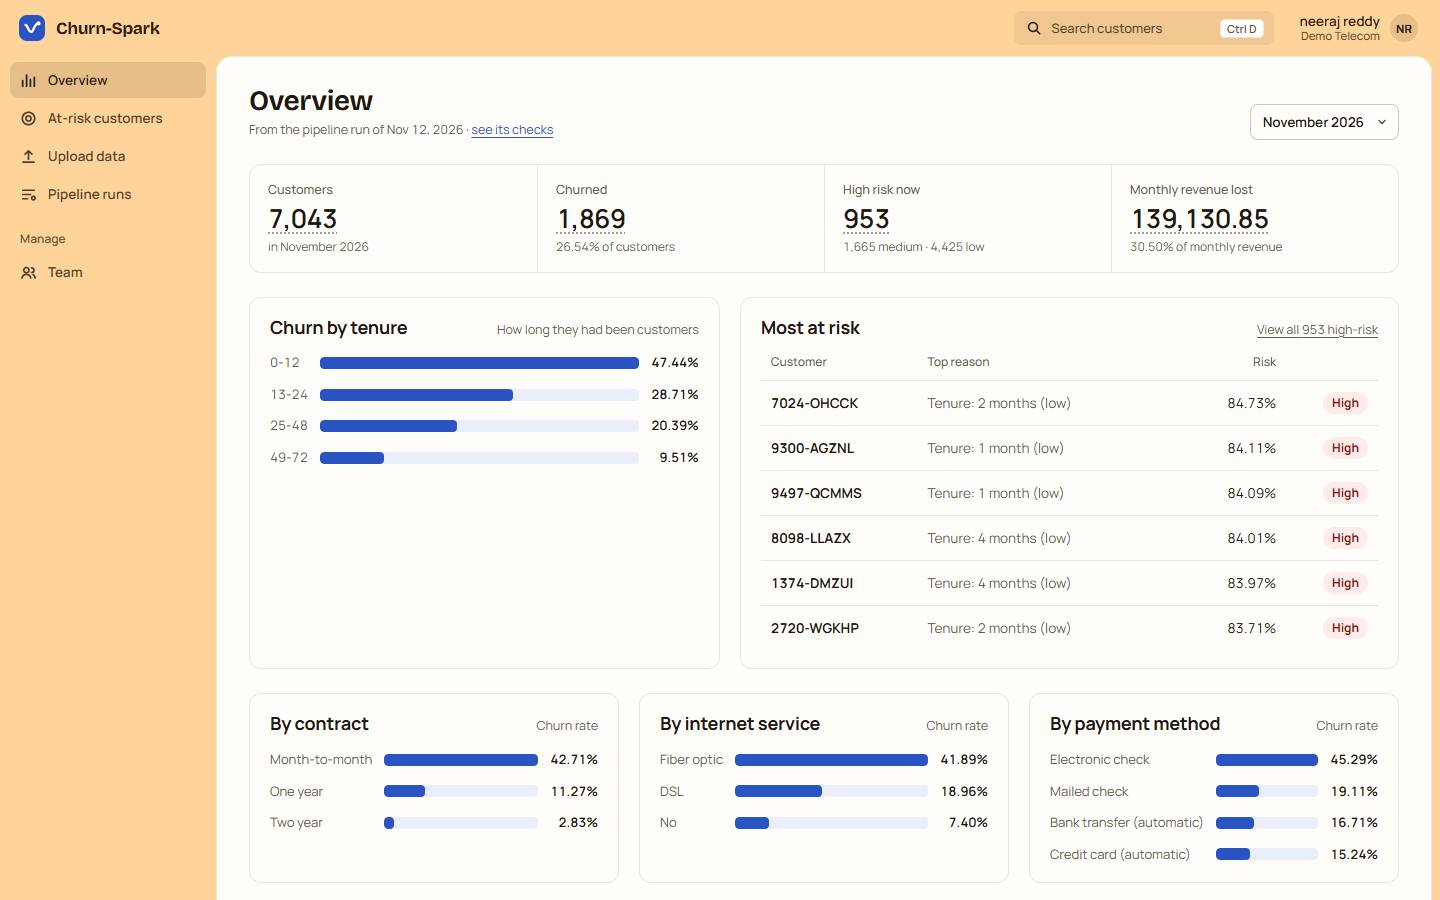 Churn-Spark
Search customers
Ctrl D
neeraj reddy
Demo Telecom
NR
Overview
At-risk customers
Upload data
Pipeline runs
Manage
Team
Overview
From the pipeline run of Nov 12, 2026 · see its checks
November 2026
Customers
7,043
in November 2026
Churned
1,869
26.54% of customers
High risk now
953
1,665 medium · 4,425 low
Monthly revenue lost
139,130.85
30.50% of monthly revenue
Churn by tenure
How long they had been customers
0-12 47.44%
13-24 28.71%
25-48 20.39%
49-72 9.51%
Most at risk
View all 953 high-risk
Customer Top reason Risk
7024-OHCCK Tenure: 2 months (low) 84.73% High
9300-AGZNL Tenure: 1 month (low) 84.11% High
9497-QCMMS Tenure: 1 month (low) 84.09% High
8098-LLAZX Tenure: 4 months (low) 84.01% High
1374-DMZUI Tenure: 4 months (low) 83.97% High
2720-WGKHP Tenure: 2 months (low) 83.71% High
By contract
Churn rate
Month-to-month 42.71%
One year 11.27%
Two year 2.83%
By internet service
Churn rate
Fiber optic 41.89%
DSL 18.96%
No 7.40%
By payment method
Churn rate
Electronic check 45.29%
Mailed check 19.11%
Bank transfer (automatic) 16.71%
Credit card (automatic) 15.24%